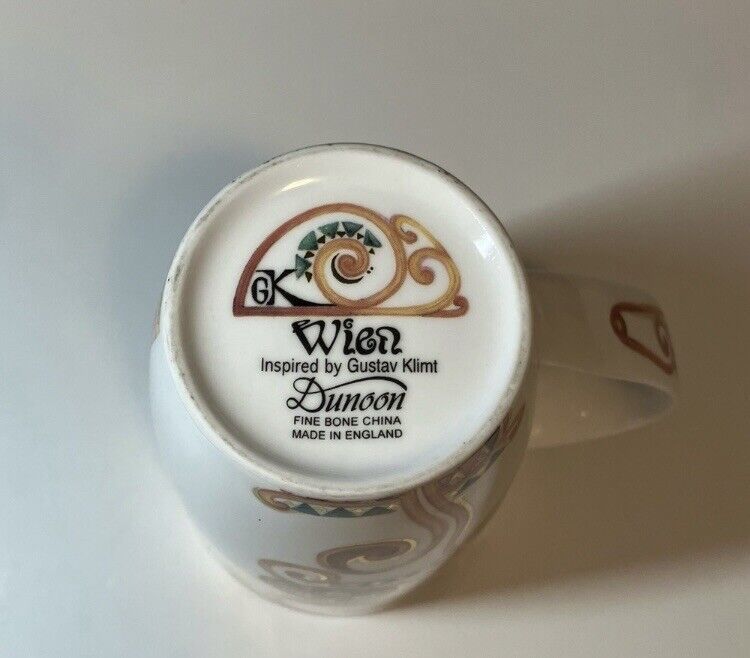 GK
Wien
Inspired by Gustav Klimt
Dunoon
FINE BONE CHINA
MADE IN ENGLAND